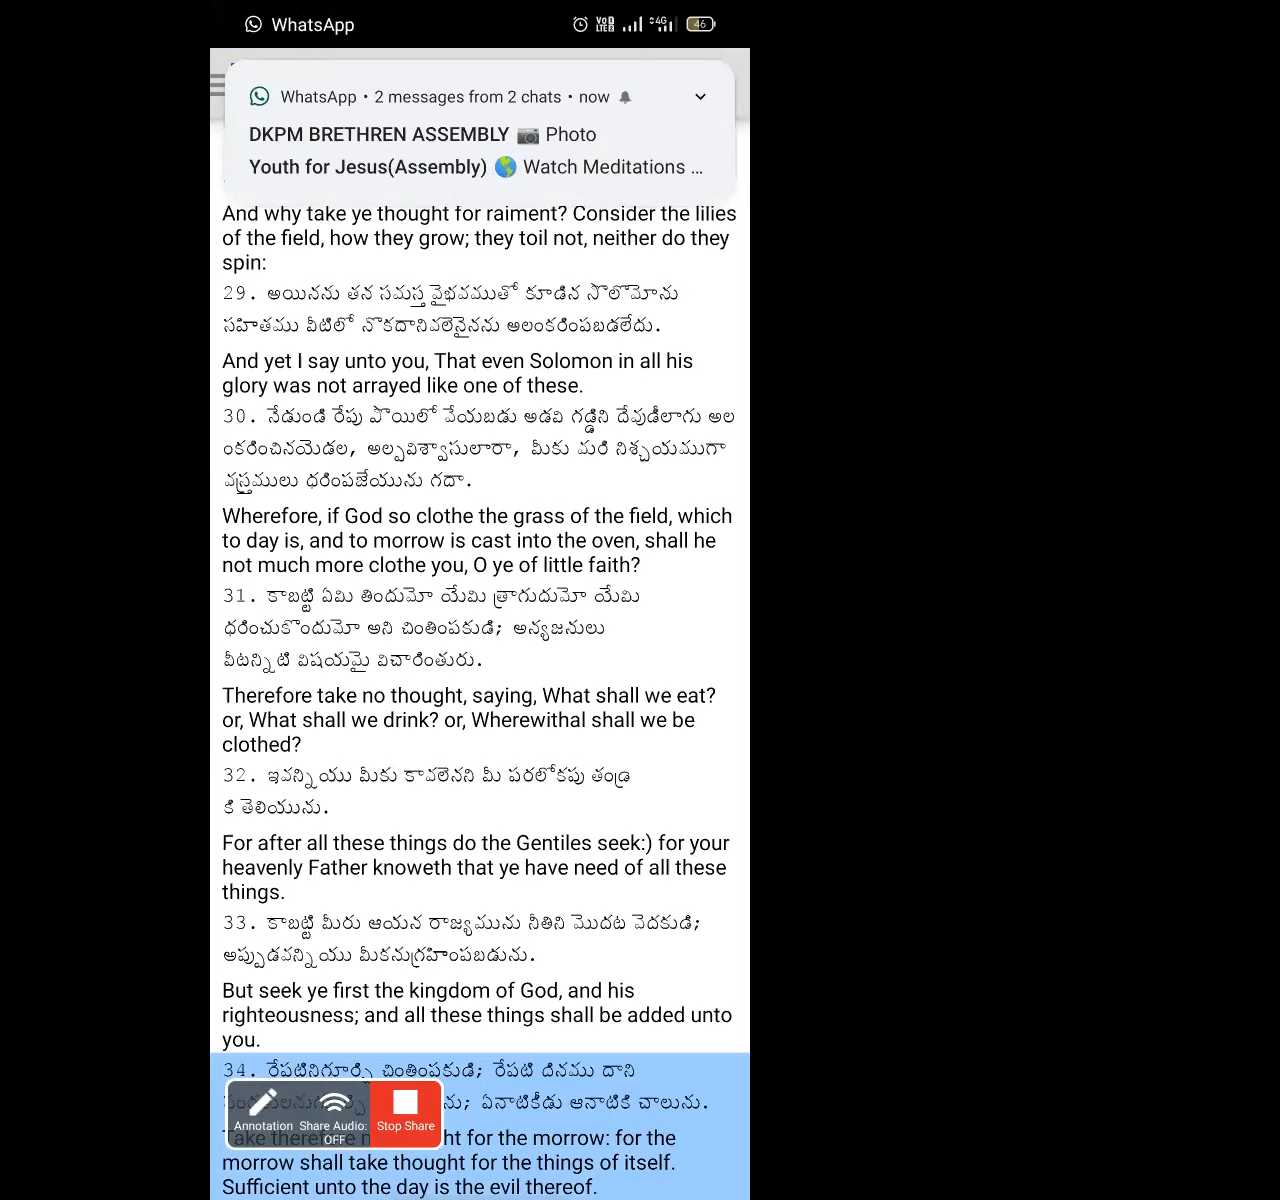 WhatsApp
46
WhatsApp • 2 messages from 2 chats • now
DKPM BRETHREN ASSEMBLY 📷 Photo
Youth for Jesus(Assembly) 🌎 Watch Meditations ...
And why take ye thought for raiment? Consider the lilies
of the field, how they grow; they toil not, neither do they
spin:
29. అయినను తన సమస్త వైభవముతో కూడిన సొలొమోను
సహితము వీటిలో నొకదానివలెనైనను అలంకరింపబడలేదు.
And yet I say unto you, That even Solomon in all his
glory was not arrayed like one of these.
30. నేడుండి రేపు పొయిలో వేయబడు అడవి గడ్డిని దేవుడీలాగు అల
ంకరించినయెడల, అల్పవిశ్వాసులారా, మీకు మరి నిశ్చయముగా
వస్త్రములు ధరింపజేయును గదా.
Wherefore, if God so clothe the grass of the field, which
to day is, and to morrow is cast into the oven, shall he
not much more clothe you, O ye of little faith?
31. కాబట్టి ఏమి తిందుమో యేమి త్రాగుదుమో యేమి
ధరించుకొందుమో అని చింతింపకుడి; అన్యజనులు
వీటన్ని టి విషయమై విచారింతురు.
Therefore take no thought, saying, What shall we eat?
or, What shall we drink? or, Wherewithal shall we be
clothed?
32. ఇవన్ని యు మీకు కావలెనని మీ పరలోకపు తండ్రి
కి తెలియును.
For after all these things do the Gentiles seek:) for your
heavenly Father knoweth that ye have need of all these
things.
33. కాబట్టి మీరు ఆయన రాజ్యమును నీతిని మొదట వెదకుడి;
అప్పుడవన్ని యు మీకనుగ్రహింపబడును.
But seek ye first the kingdom of God, and his
righteousness; and all these things shall be added unto
you.
34. రేపటినిగూర్చి చింతింపకుడి; రేపటి దినము దాని
ను; ఏనాటికీడు ఆనాటికి చాలును.
Annotation Share Audio: OFF Stop Share
Take therefore ht for the morrow: for the
morrow shall take thought for the things of itself.
Sufficient unto the day is the evil thereof.